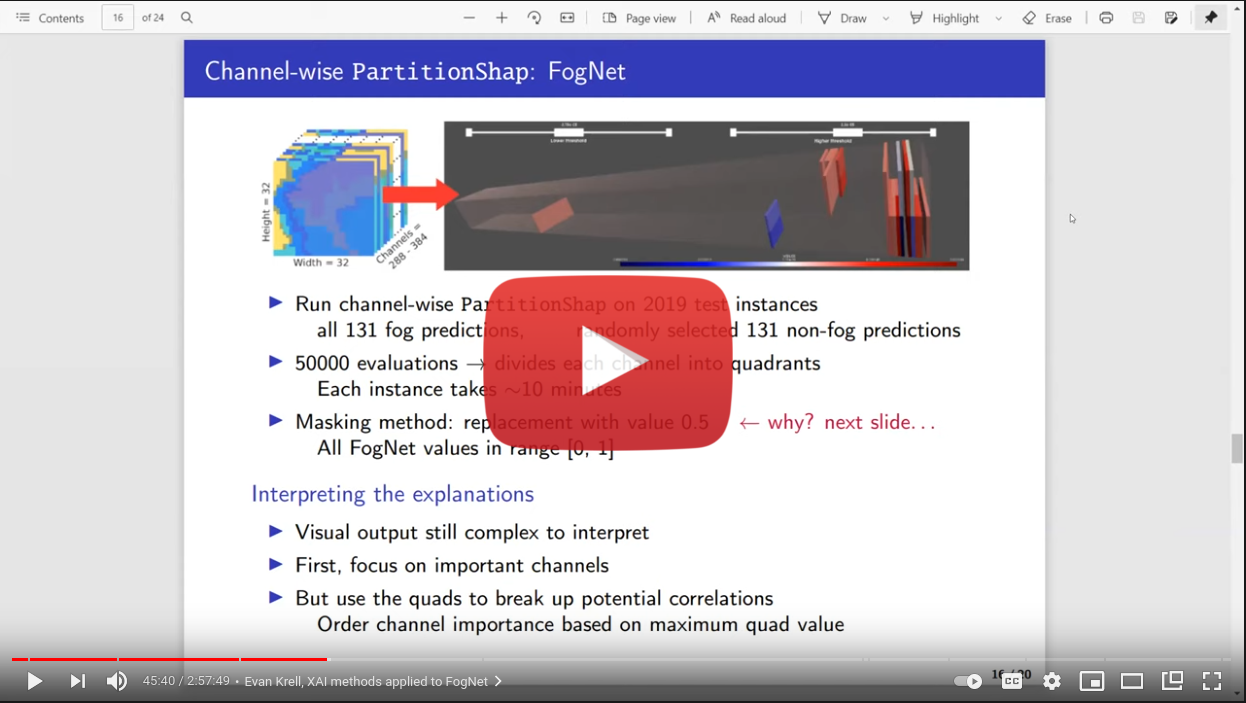 Contents
16 of 24
Page view
Read aloud
Draw
Highlight
Erase
Channel-wise PartitionShap: FogNet
Height = 32
Width = 32
Channels =
288 - 384
Linear threshold
Higher threshold
Run channel-wise PartitionShap on 2019 test instances
all 131 fog predictions, randomly selected 131 non-fog predictions
50000 evaluations → divides each channel into quadrants
Each instance takes ~10 minutes
Masking method: replacement with value 0.5 ← why? next slide...
All FogNet values in range [0, 1]
Interpreting the explanations
Visual output still complex to interpret
First, focus on important channels
But use the quads to break up potential correlations
Order channel importance based on maximum quad value
16 / 20
45:40 / 2:57:49 • Evan Krell, XAI methods applied to FogNet
CC